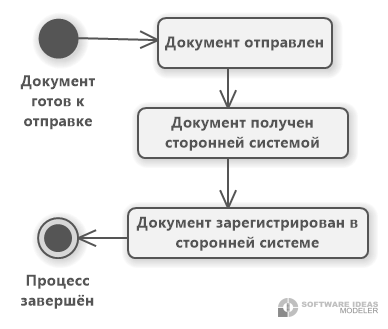 Документ отправлен
Документ
готов к
отправке
Документ получен
сторонней системой
Документ зарегистрирован в
сторонней системе
Процесс
завершён
SOFTWARE IDEAS
MODELER